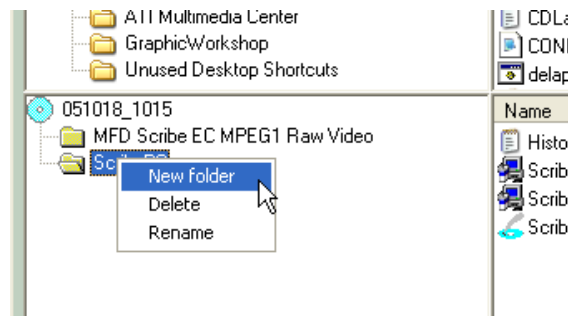 ATI Multimedia Center
GraphicWorkshop
Unused Desktop Shortcuts
051018_1015
MFD Scribe EC MPEG1 Raw Video
New folder
Delete
Rename
Name